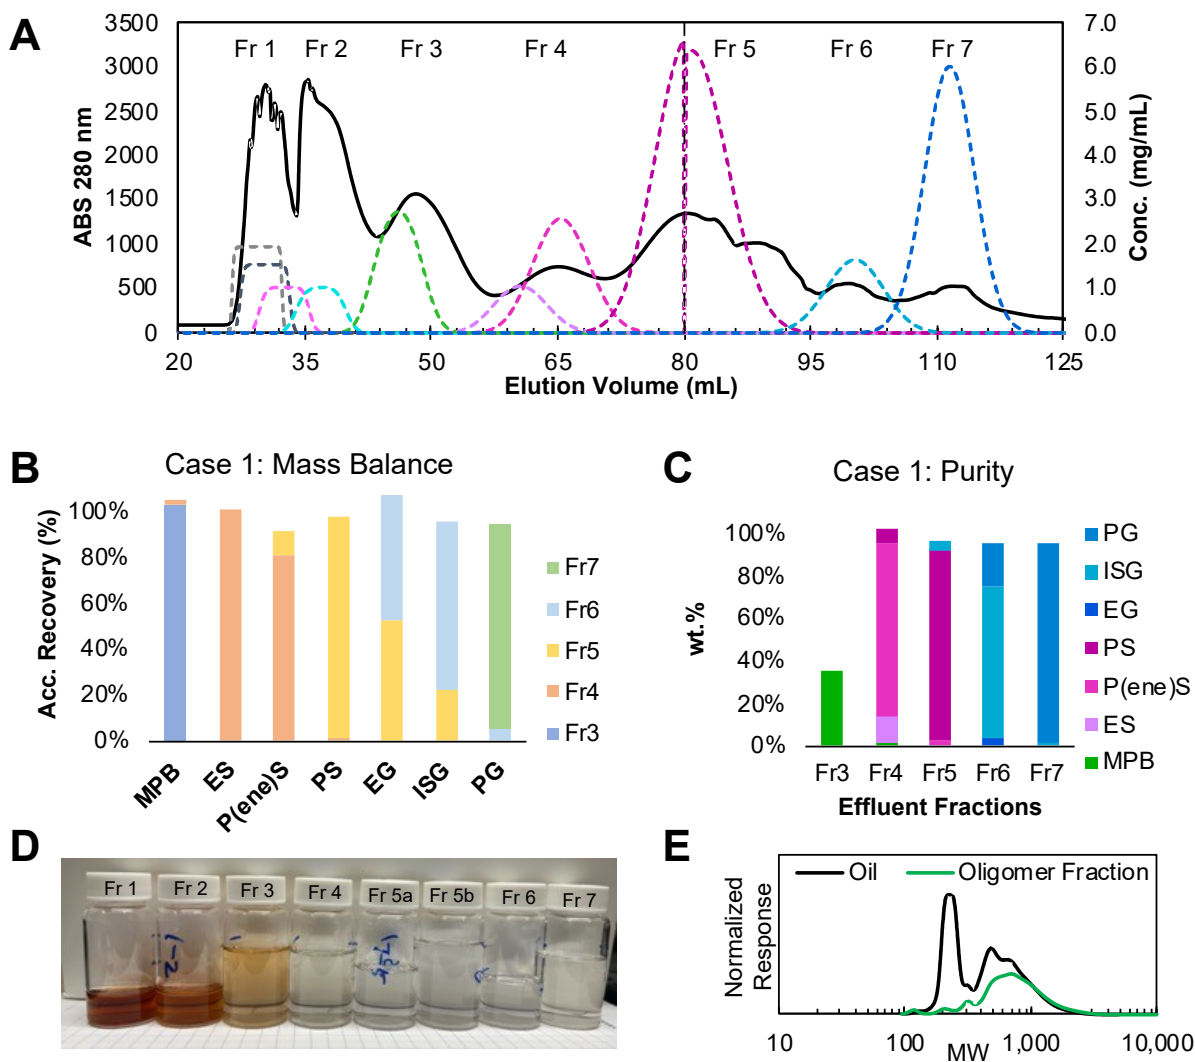 A
3500
3000
2500
2000
1500
1000
500
0
ABS 280 nm
Fr 1
Fr 2
Fr 3
Fr 4
Fr 5
Fr 6
Fr 7
7.0
6.0
5.0
4.0
3.0
2.0
1.0
0.0
Conc. (mg/mL)
20
35
50
65
80
95
110
125
Elution Volume (mL)
B
Case 1: Mass Balance
100%
80%
60%
40%
20%
0%
Acc. Recovery (%)
MPB
ES
P(ene)S
PS
EG
ISG
PG
Fr7
Fr6
Fr5
Fr4
Fr3
C
Case 1: Purity
100%
80%
60%
40%
20%
0%
wt.%
Fr3
Fr4
Fr5
Fr6
Fr7
Effluent Fractions
PG
ISG
EG
PS
P(ene)S
ES
MPB
D
Fr 1
Fr 2
Fr 3
Fr 4
Fr 5a
Fr 5b
Fr 6
Fr 7
E
Oil
Oligomer Fraction
Normalized
Response
10
100
1,000
10,000
MW